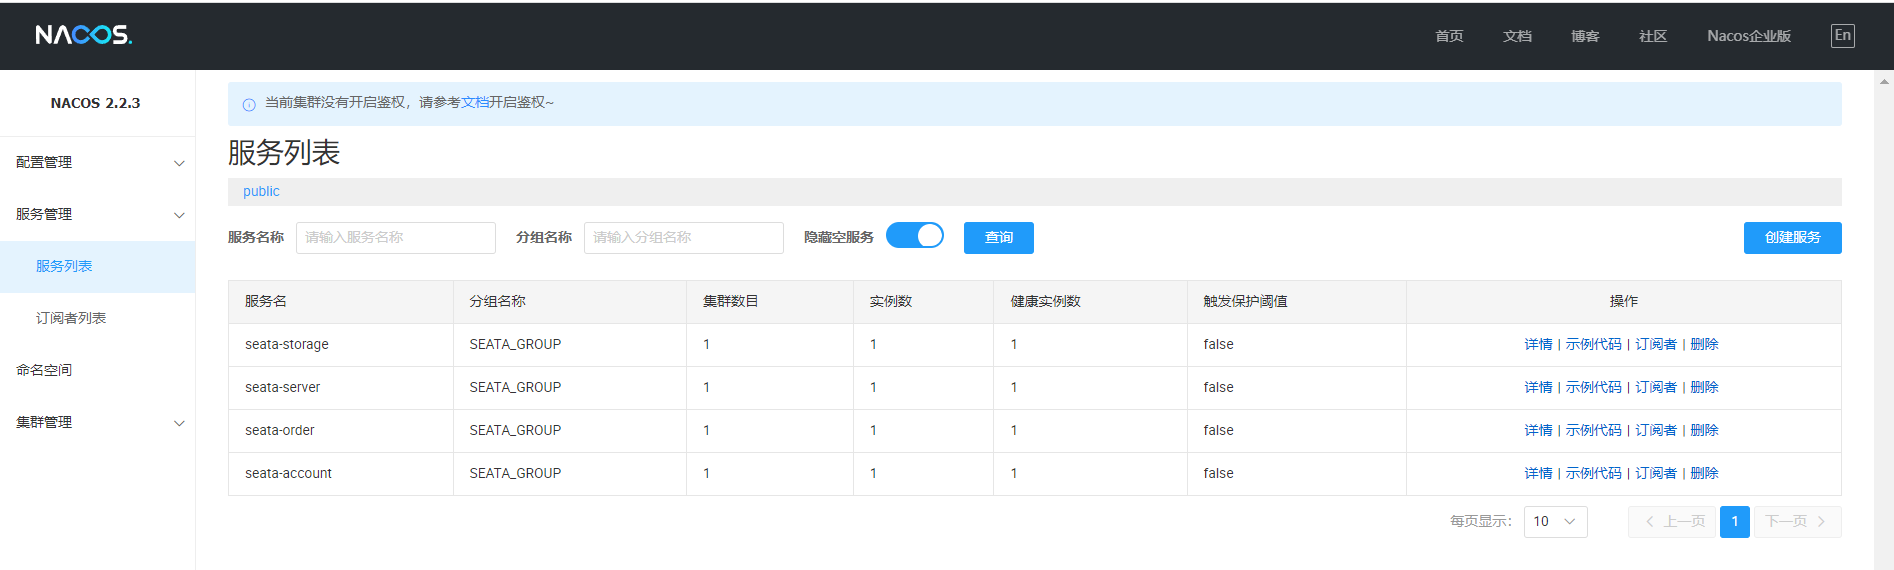 NACOS. 首页 文档 博客 社区 Nacos企业版 En
NACOS 2.2.3
配置管理
服务管理
服务列表
订阅者列表
命名空间
集群管理
当前集群没有开启鉴权，请参考文档开启鉴权~
服务列表
public
服务名称 请输入服务名称 分组名称 请输入分组名称 隐藏空服务 查询 创建服务
服务名 分组名称 集群数目 实例数 健康实例数 触发保护阈值 操作
seata-storage SEATA_GROUP 1 1 1 false 详情 | 示例代码 | 订阅者 | 删除
seata-server SEATA_GROUP 1 1 1 false 详情 | 示例代码 | 订阅者 | 删除
seata-order SEATA_GROUP 1 1 1 false 详情 | 示例代码 | 订阅者 | 删除
seata-account SEATA_GROUP 1 1 1 false 详情 | 示例代码 | 订阅者 | 删除
每页显示： 10 上一页 1 下一页